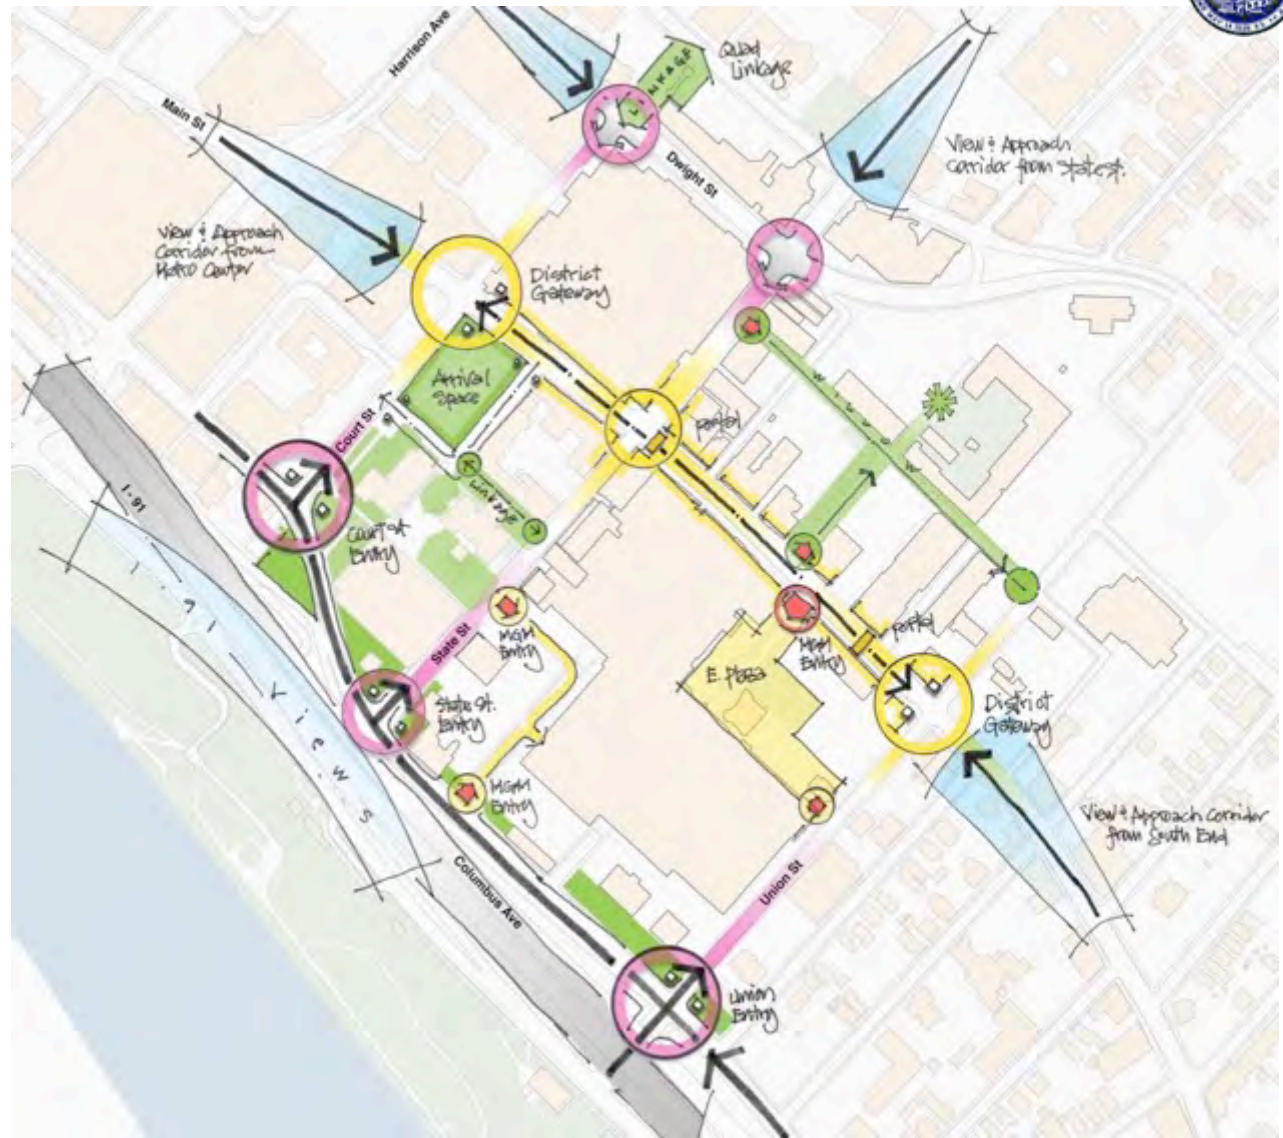 Harrison Ave
Quad
Linkage
LINKAGE
Main St
View & Approach
Corridor from State St.
Dwight St
View & Approach
Corridor from
Metro Center
District
Gateway
Arrival
Space
Portal
Court St
I-91
Linkage
Court St
Entry
MGM
Entry
State St
E. Plaza
MGM
Entry
Portal
State St.
Entry
District
Gateway
I-91 Views
MGM
Entry
View & Approach Corridor
from South End
Columbus Ave
Union St
Union
Entry